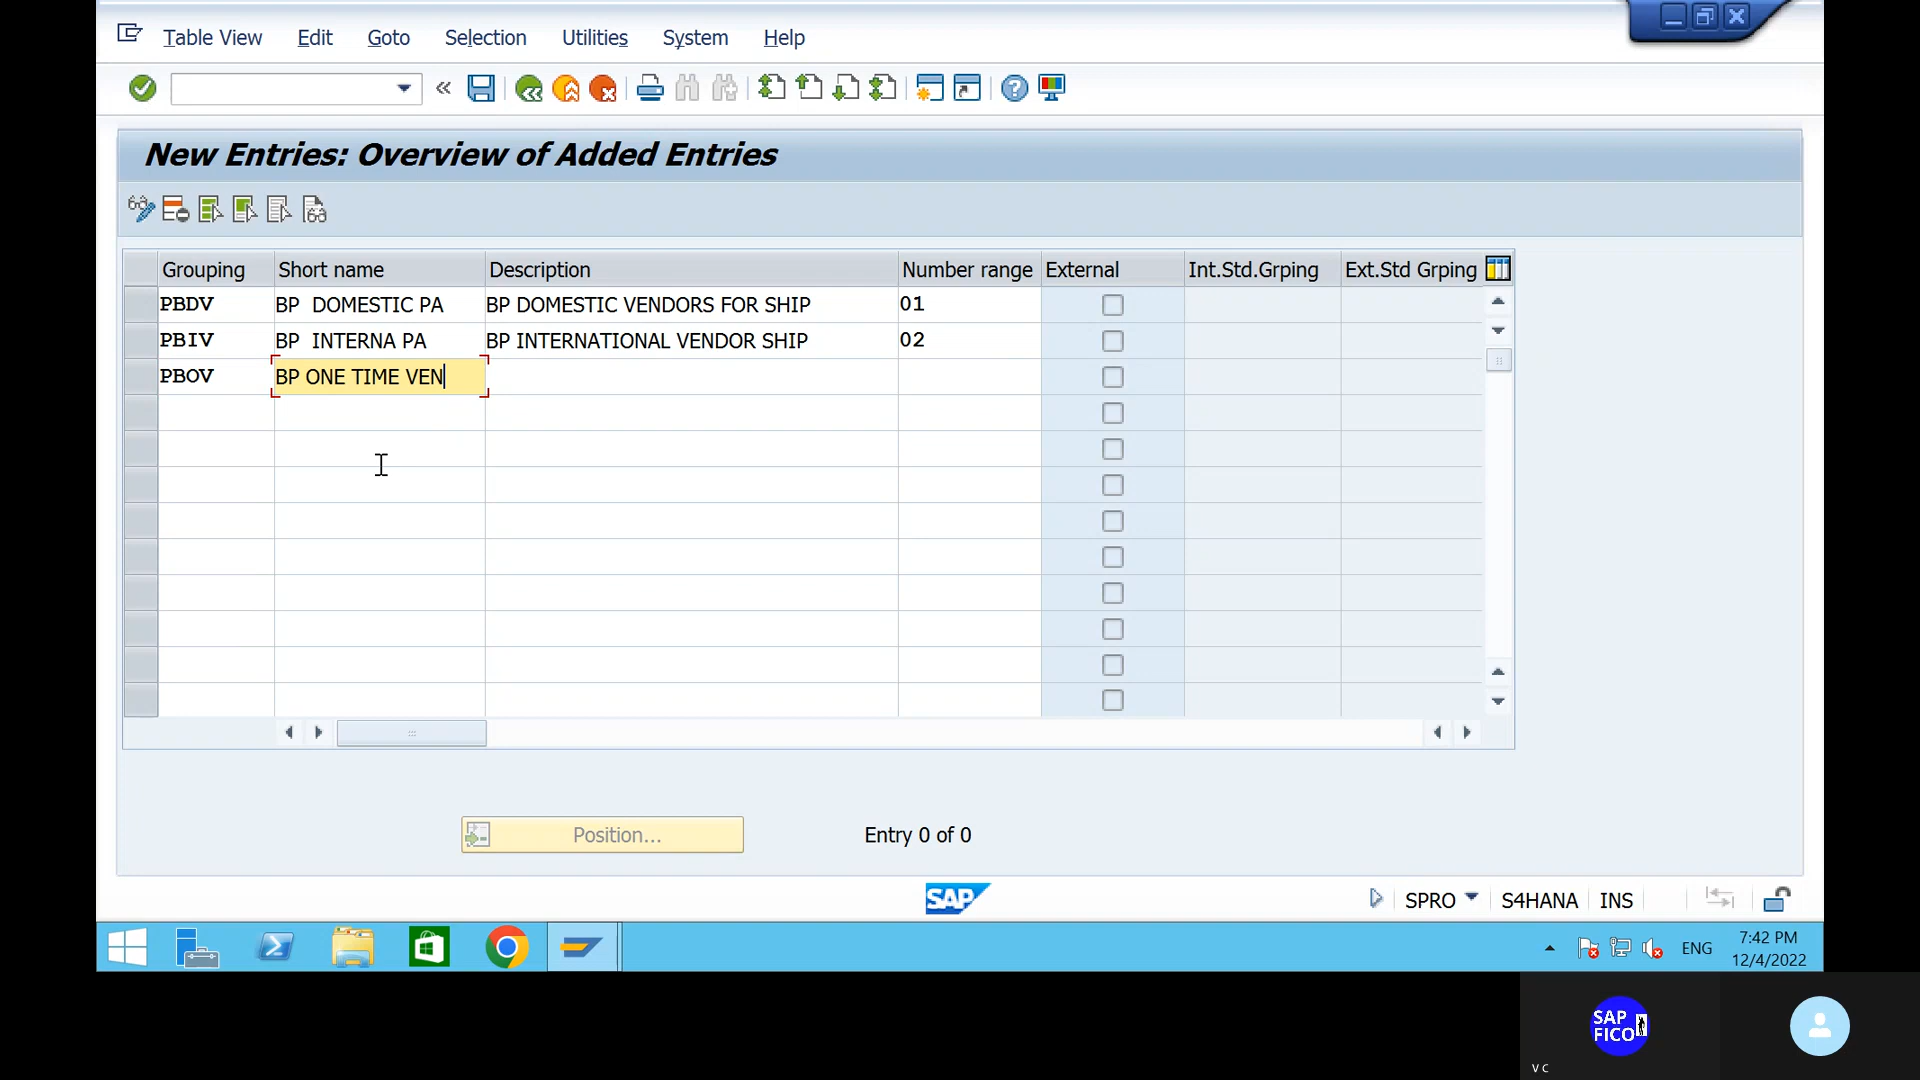 Table View Edit Goto Selection Utilities System Help
New Entries: Overview of Added Entries
Grouping Short name Description Number range External Int.Std.Grping Ext.Std Grping
PBDV BP  DOMESTIC PA BP DOMESTIC VENDORS FOR SHIP 01
PBIV BP  INTERNA PA BP INTERNATIONAL VENDOR SHIP 02
PBOV BP ONE TIME VEN
Position... Entry 0 of 0
SAP SPRO S4HANA INS
ENG 7:42 PM
12/4/2022
SAP
FICO
V C